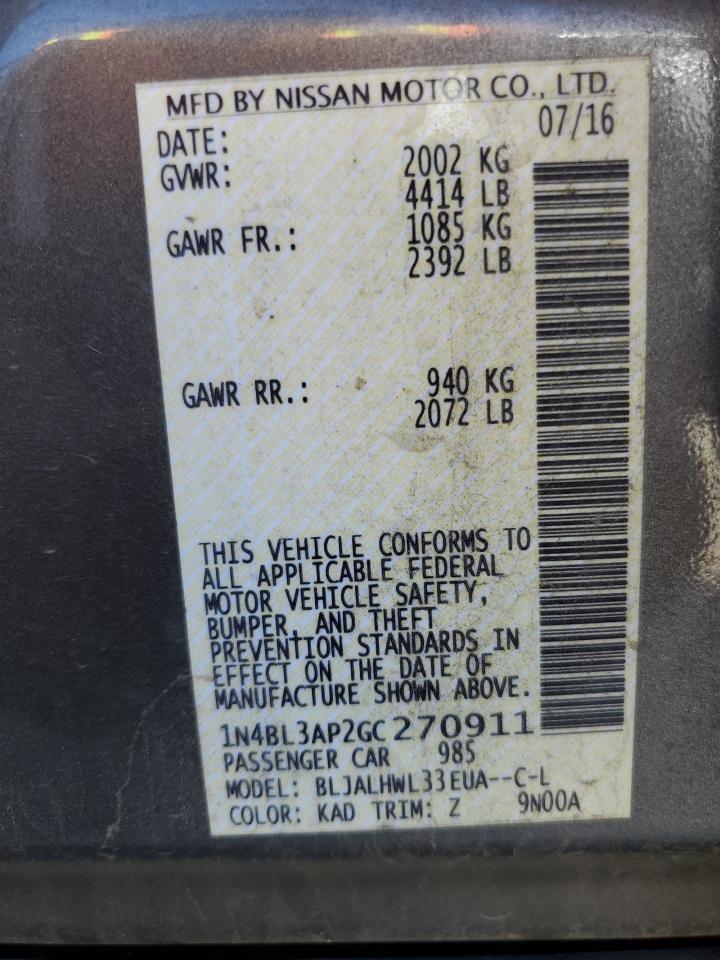 MFD BY NISSAN MOTOR CO., LTD.
DATE: 07/16
GVWR: 2002 KG
4414 LB
GAWR FR.: 1085 KG
2392 LB
GAWR RR.: 940 KG
2072 LB
THIS VEHICLE CONFORMS TO
ALL APPLICABLE FEDERAL
MOTOR VEHICLE SAFETY,
BUMPER, AND THEFT
PREVENTION STANDARDS IN
EFFECT ON THE DATE OF
MANUFACTURE SHOWN ABOVE.
1N4BL3AP2GC270911
PASSENGER CAR 985
MODEL: BLJALHWL33EUA--C-L
COLOR: KAD TRIM: Z 9N00A